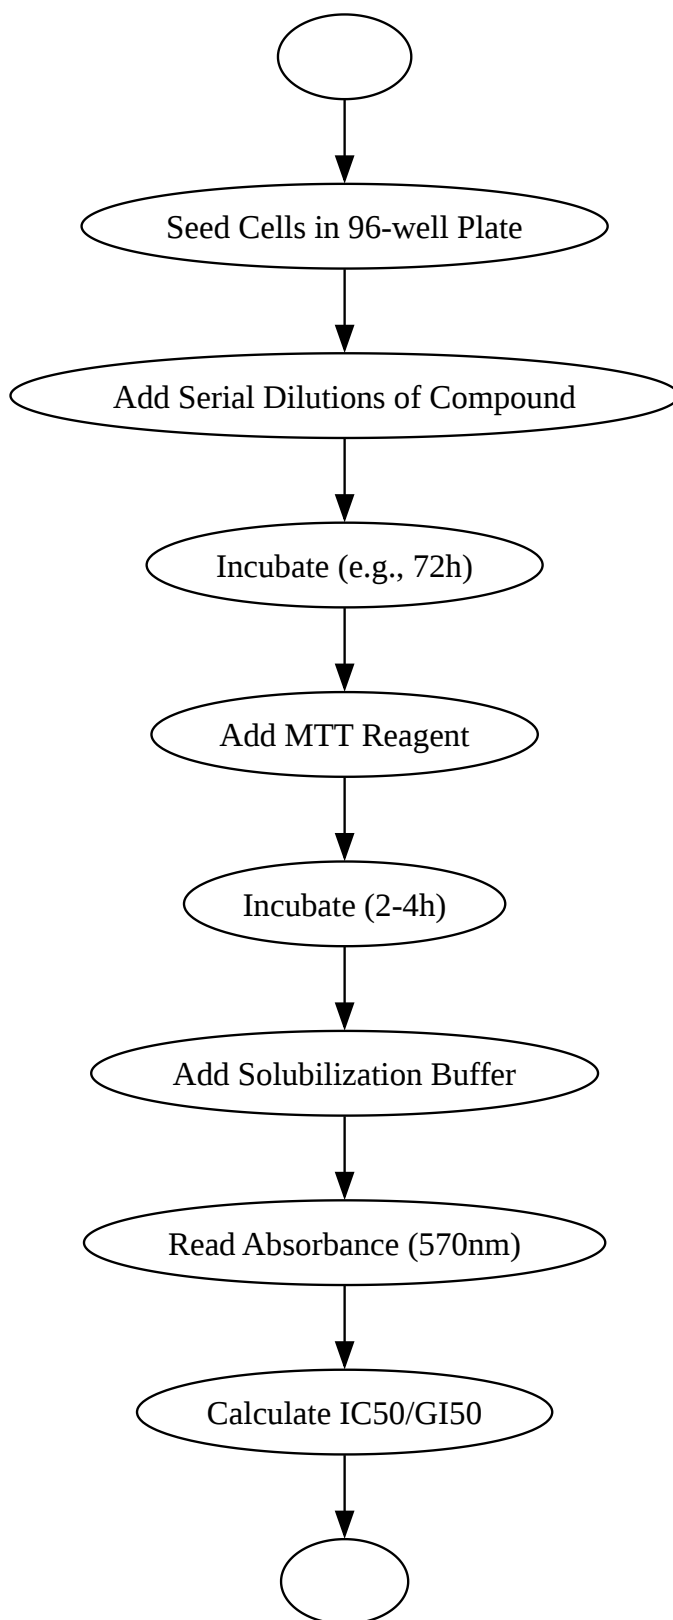 Seed Cells in 96-well Plate
Add Serial Dilutions of Compound
Incubate (e.g., 72h)
Add MTT Reagent
Incubate (2-4h)
Add Solubilization Buffer
Read Absorbance (570nm)
Calculate IC50/GI50